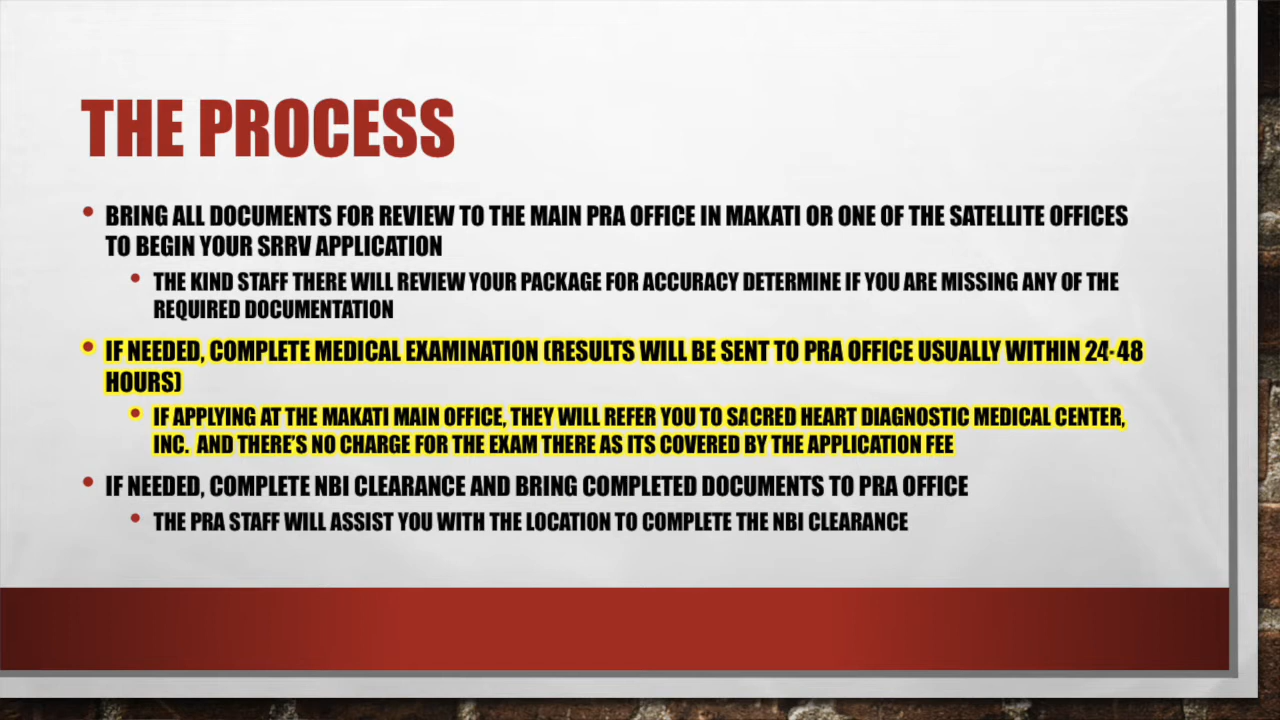 THE PROCESS
• BRING ALL DOCUMENTS FOR REVIEW TO THE MAIN PRA OFFICE IN MAKATI OR ONE OF THE SATELLITE OFFICES
TO BEGIN YOUR SRRV APPLICATION
• THE KIND STAFF THERE WILL REVIEW YOUR PACKAGE FOR ACCURACY DETERMINE IF YOU ARE MISSING ANY OF THE
REQUIRED DOCUMENTATION
• IF NEEDED, COMPLETE MEDICAL EXAMINATION (RESULTS WILL BE SENT TO PRA OFFICE USUALLY WITHIN 24-48
HOURS)
• IF APPLYING AT THE MAKATI MAIN OFFICE, THEY WILL REFER YOU TO SACRED HEART DIAGNOSTIC MEDICAL CENTER,
INC. AND THERE'S NO CHARGE FOR THE EXAM THERE AS ITS COVERED BY THE APPLICATION FEE
• IF NEEDED, COMPLETE NBI CLEARANCE AND BRING COMPLETED DOCUMENTS TO PRA OFFICE
• THE PRA STAFF WILL ASSIST YOU WITH THE LOCATION TO COMPLETE THE NBI CLEARANCE